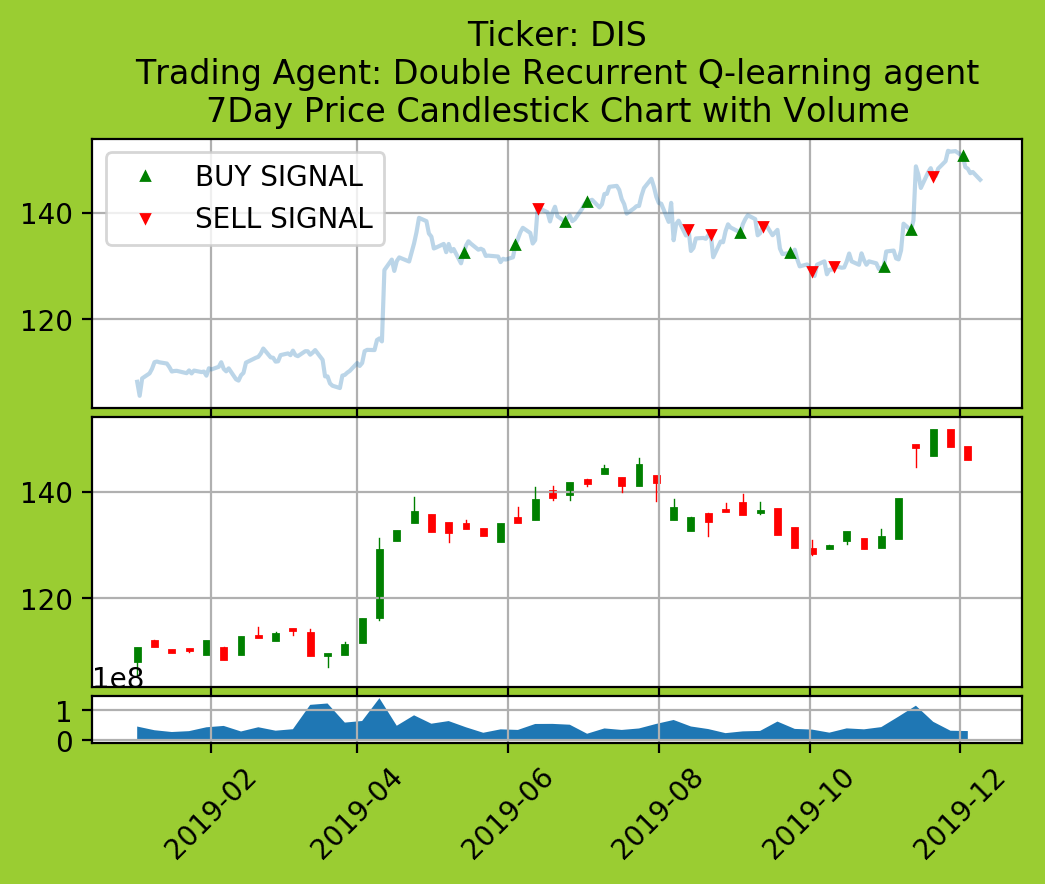 Ticker: DIS
Trading Agent: Double Recurrent Q-learning agent
7Day Price Candlestick Chart with Volume
BUY SIGNAL
SELL SIGNAL
140
120
140
120
1e8
1
0
2019-02
2019-04
2019-06
2019-08
2019-10
2019-12